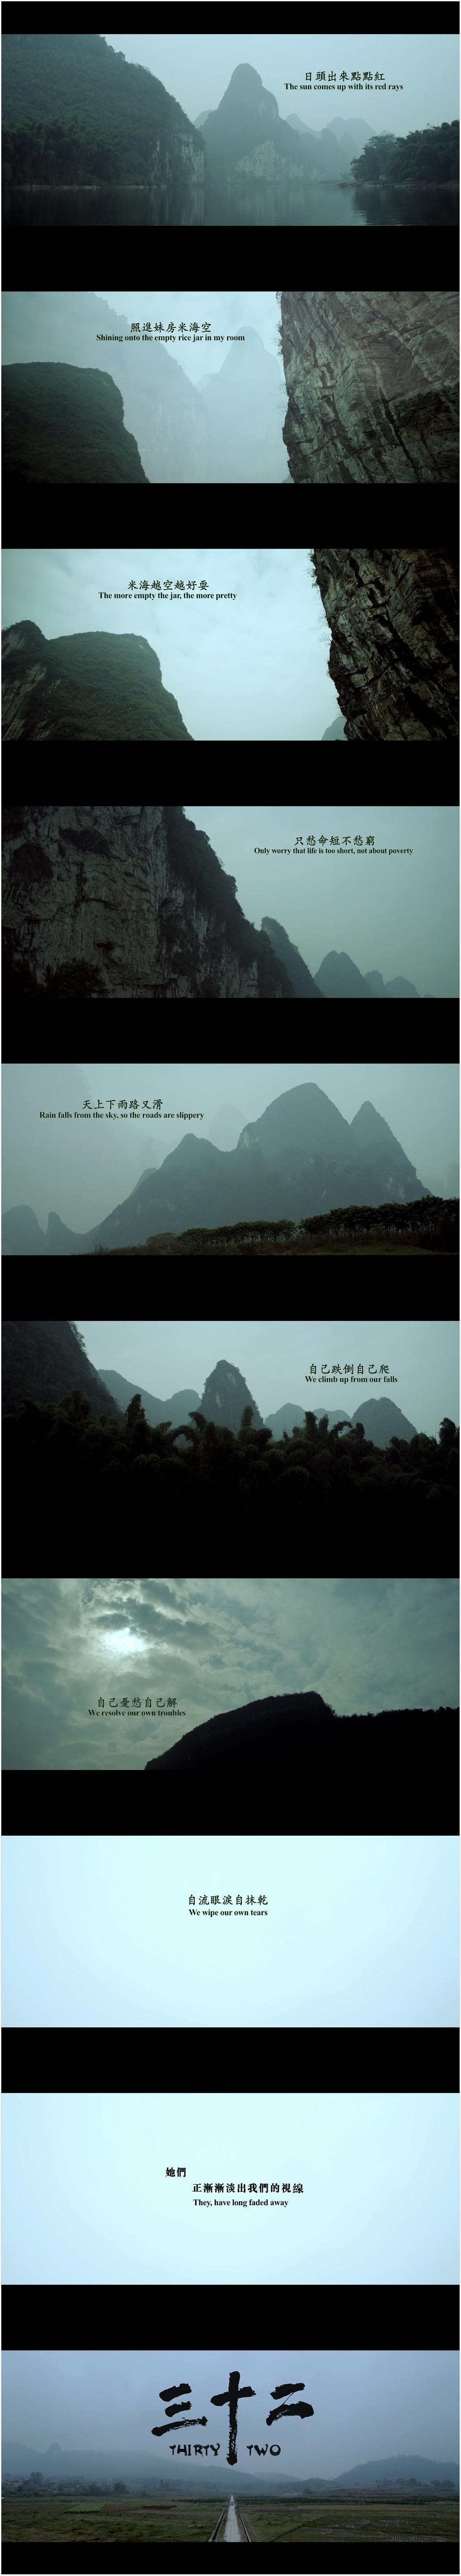 日頭出來點點紅
The sun comes up with its red rays
照進妹房米海空
Shining onto the empty rice jar in my room
米海越空越好耍
The more empty the jar, the more pretty
只愁命短不愁窮
Only worry that life is too short, not about poverty
天上下雨路又滑
Rain falls from the sky, so the roads are slippery
自己跌倒自己爬
We climb up from our falls
自己憂愁自己解
We resolve our own troubles
自流眼淚自抹乾
We wipe our own tears
她們
正漸漸淡出我們的視線
They, have long faded away
三十二
THIRTY TWO